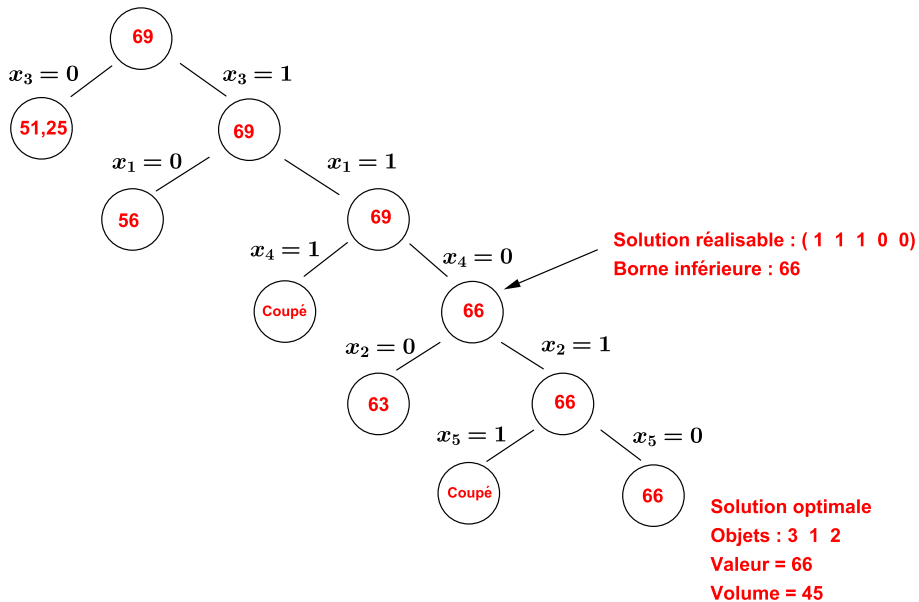 69
x₃ = 0
x₃ = 1
51,25
69
x₁ = 0
x₁ = 1
56
69
x₄ = 1
x₄ = 0
Solution réalisable : ( 1 1 1 0 0)
Borne inférieure : 66
Coupé
66
x₂ = 0
x₂ = 1
63
66
x₅ = 1
x₅ = 0
Coupé
66
Solution optimale
Objets : 3 1 2
Valeur = 66
Volume = 45